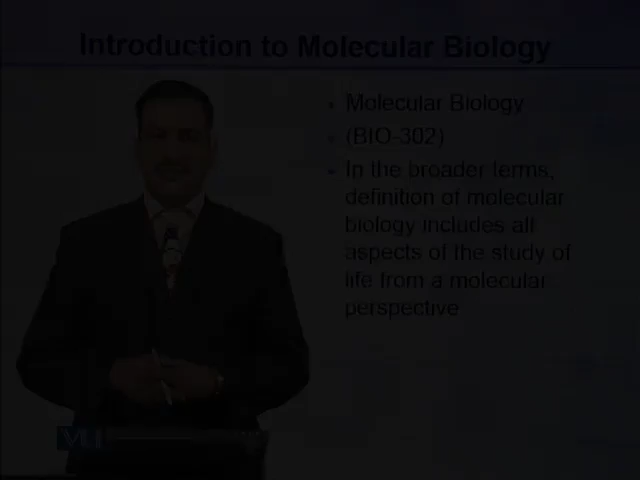 Introduction to Molecular Biology
Molecular Biology
(BIO-302)
In the broader terms,
definition of molecular
biology includes all
aspects of the study of
life from a molecular
perspective